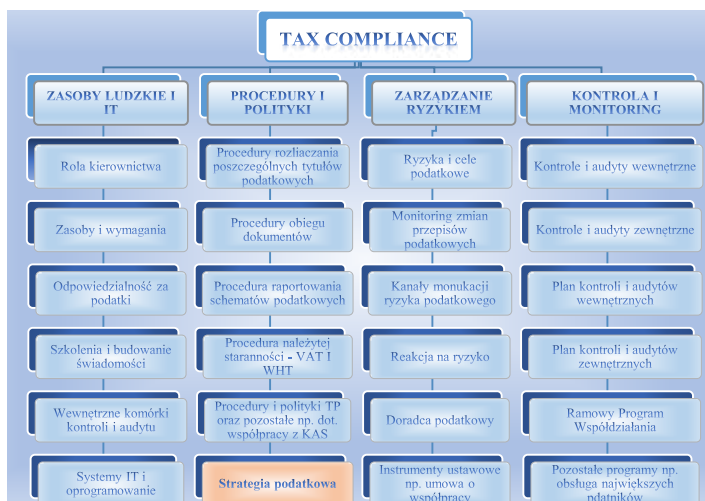 TAX COMPLIANCE
ZASOBY LUDZKIE I
IT
Rola kierownictwa
Zasoby i wymagania
Odpowiedzialność za
podatki
Szkolenia i budowanie
świadomości
Wewnętrzne komórki
kontroli i audytu
Systemy IT i
oprogramowanie
PROCEDURY I
POLITYKI
Procedury rozliaczania
poszczególnych tytułów
podatkowych
Procedury obiegu
dokumentów
Procedura raportowania
schematów podatkowych
Procedura należytej
staranności - VAT I
WHT
Procedury i polityki TP
oraz pozostałe np. dot.
współpracy z KAS
Strategia podatkowa
ZARZĄDZANIE
RYZYKIEM
Ryzyka i cele
podatkowe
Monitoring zmian
przepisów
podatkowych
Kanały monukacji
ryzyka podatkowego
Reakcja na ryzyko
Doradca podatkowy
Instrumenty ustawowe
np. umowa o
współpracy
KONTROLA I
MONITORING
Kontrole i audyty wewnętrzne
Kontrole i audyty zewnętrzne
Plan kontroli i audytów
wewnętrznych
Plan kontroli i audytów
zewnętrznych
Ramowy Program
Współdziałania
Pozostałe programy np.
obsługa największych
pdatników